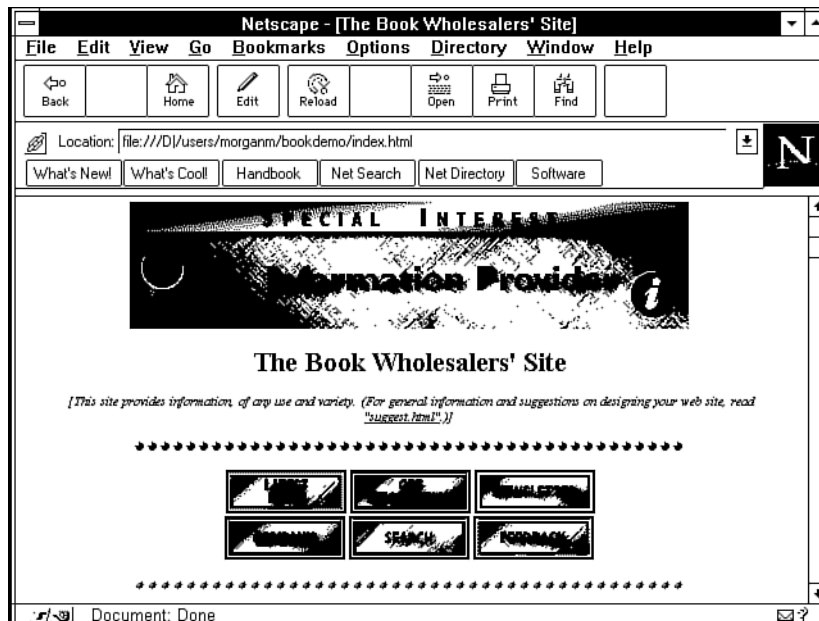 Netscape - [The Book Wholesalers' Site]
File Edit View Go Bookmarks Options Directory Window Help
Back Home Edit Reload Open Print Find
Location: file:///D|/users/morganm/bookdemo/index.html
N
What's New! What's Cool! Handbook Net Search Net Directory Software
SPECIAL INTEREST
Information Provider
i
The Book Wholesalers' Site
[This site provides information, of any use and variety. (For general information and suggestions on designing your web site, read
"suggest.html".)]
NEWSLETTER
SEARCH FEEDBACK
Document: Done